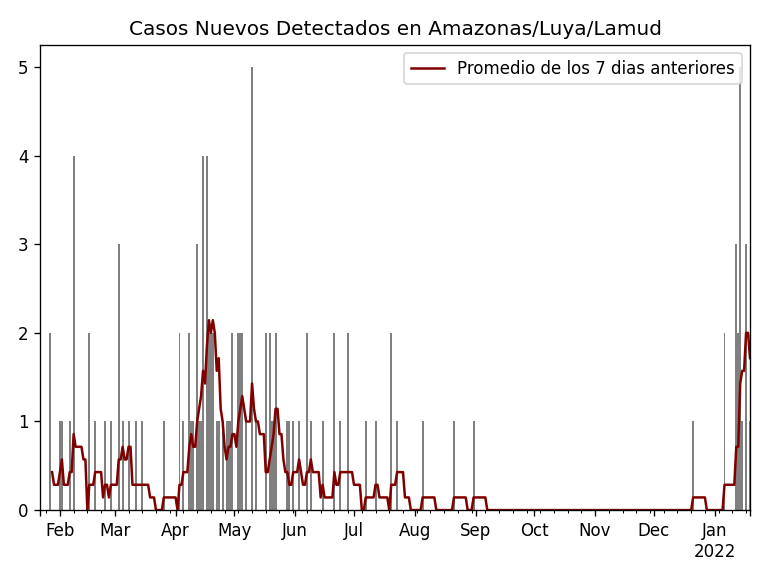 Casos Nuevos Detectados en Amazonas/Luya/Lamud
Promedio de los 7 dias anteriores
5
4
3
2
1
0
Feb Mar Apr May Jun Jul Aug Sep Oct Nov Dec Jan
2022